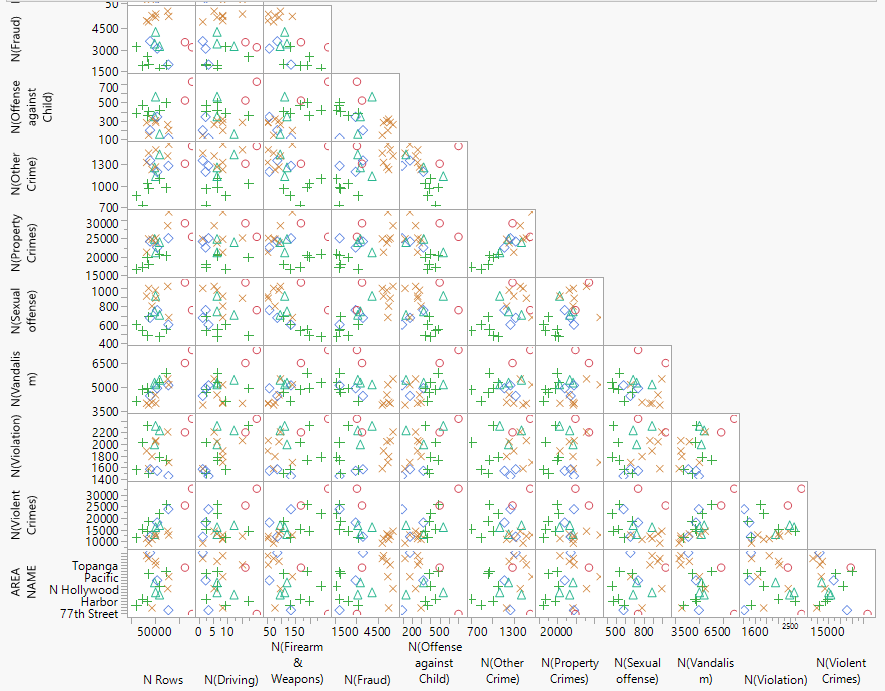 50
N(Fraud)
4500
3000
1500
N(Offense
against
Child)
700
500
300
100
N(Other
Crime)
1300
1000
700
N(Property
Crimes)
30000
25000
20000
15000
N(Sexual
offense)
1000
800
600
400
N(Vandalis
m)
6500
5000
3500
N(Violation)
2200
2000
1800
1600
1400
N(Violent
Crimes)
30000
25000
20000
15000
10000
AREA
NAME
Topanga
Pacific
N Hollywood
Harbor
77th Street
50000 0 5 10 50 150 1500 4500 200 500 700 1300 20000 500 800 3500 6500 1600 2500 15000
N Rows
N(Driving)
N(Firearm
&
Weapons)
N(Fraud)
N(Offense
against
Child)
N(Other
Crime)
N(Property
Crimes)
N(Sexual
offense)
N(Vandalis
m)
N(Violation)
N(Violent
Crimes)